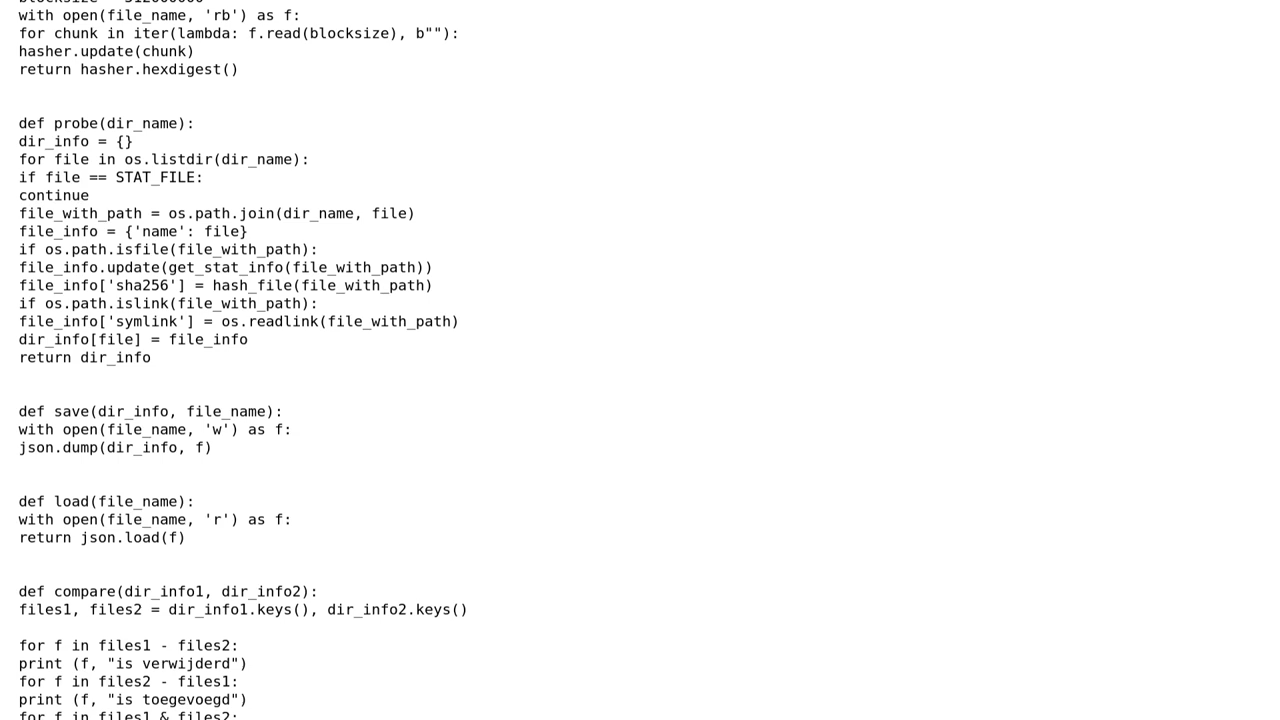 with open(file_name, 'rb') as f:
for chunk in iter(lambda: f.read(blocksize), b""):
hasher.update(chunk)
return hasher.hexdigest()
def probe(dir_name):
dir_info = {}
for file in os.listdir(dir_name):
if file == STAT_FILE:
continue
file_with_path = os.path.join(dir_name, file)
file_info = {'name': file}
if os.path.isfile(file_with_path):
file_info.update(get_stat_info(file_with_path))
file_info['sha256'] = hash_file(file_with_path)
if os.path.islink(file_with_path):
file_info['symlink'] = os.readlink(file_with_path)
dir_info[file] = file_info
return dir_info
def save(dir_info, file_name):
with open(file_name, 'w') as f:
json.dump(dir_info, f)
def load(file_name):
with open(file_name, 'r') as f:
return json.load(f)
def compare(dir_info1, dir_info2):
files1, files2 = dir_info1.keys(), dir_info2.keys()
for f in files1 - files2:
print (f, "is verwijderd")
for f in files2 - files1:
print (f, "is toegevoegd")
for f in files1 & files2: